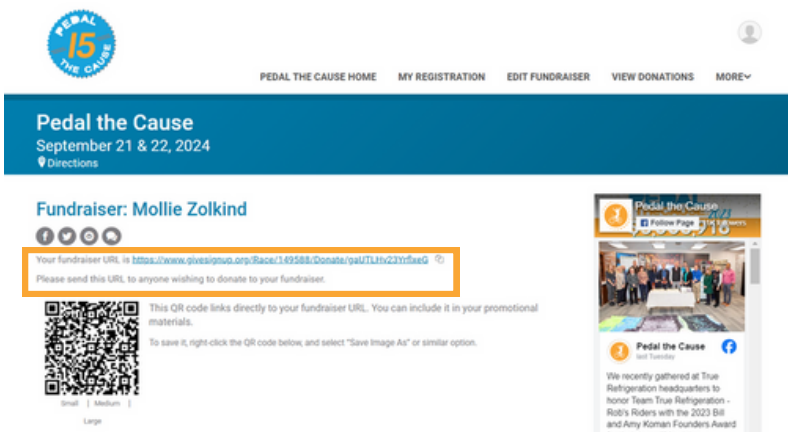 PEDAL
15
THE CAUSE
PEDAL THE CAUSE HOME MY REGISTRATION EDIT FUNDRAISER VIEW DONATIONS MORE
Pedal the Cause
September 21 & 22, 2024
Directions
Fundraiser: Mollie Zolkind
Your fundraiser URL is https://www.givesignup.org/Race/149588/Donate/gaUTLHv23YrflxeG
Please send this URL to anyone wishing to donate to your fundraiser.
This QR code links directly to your fundraiser URL. You can include it in your promotional
materials.
To save it, right-click the QR code below, and select "Save Image As" or similar option.
Small | Medium |
Large
Pedal the Cause
Follow Page
followers
Pedal the Cause
last Tuesday
We recently gathered at True
Refrigeration headquarters to
honor Team True Refrigeration -
Rob's Riders with the 2023 Bill
and Amy Koman Founders Award